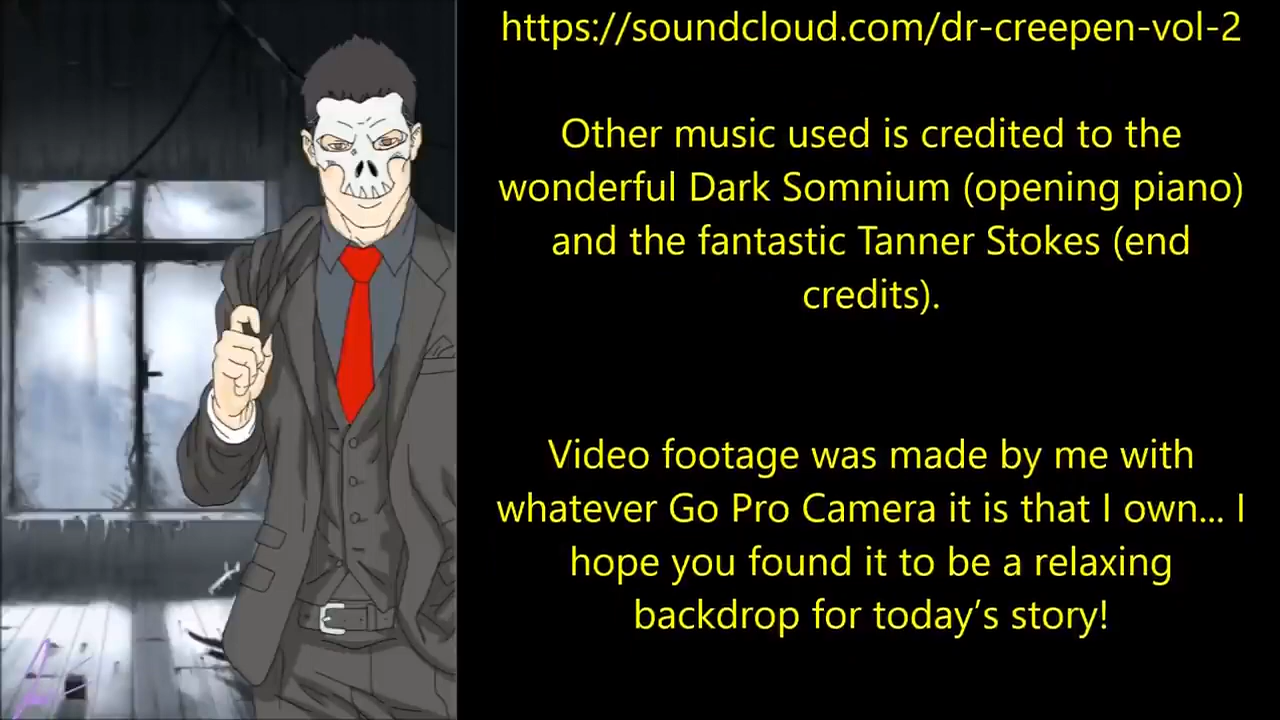 https://soundcloud.com/dr-creepen-vol-2
Other music used is credited to the
wonderful Dark Somnium (opening piano)
and the fantastic Tanner Stokes (end
credits).
Video footage was made by me with
whatever Go Pro Camera it is that I own... I
hope you found it to be a relaxing
backdrop for today’s story!